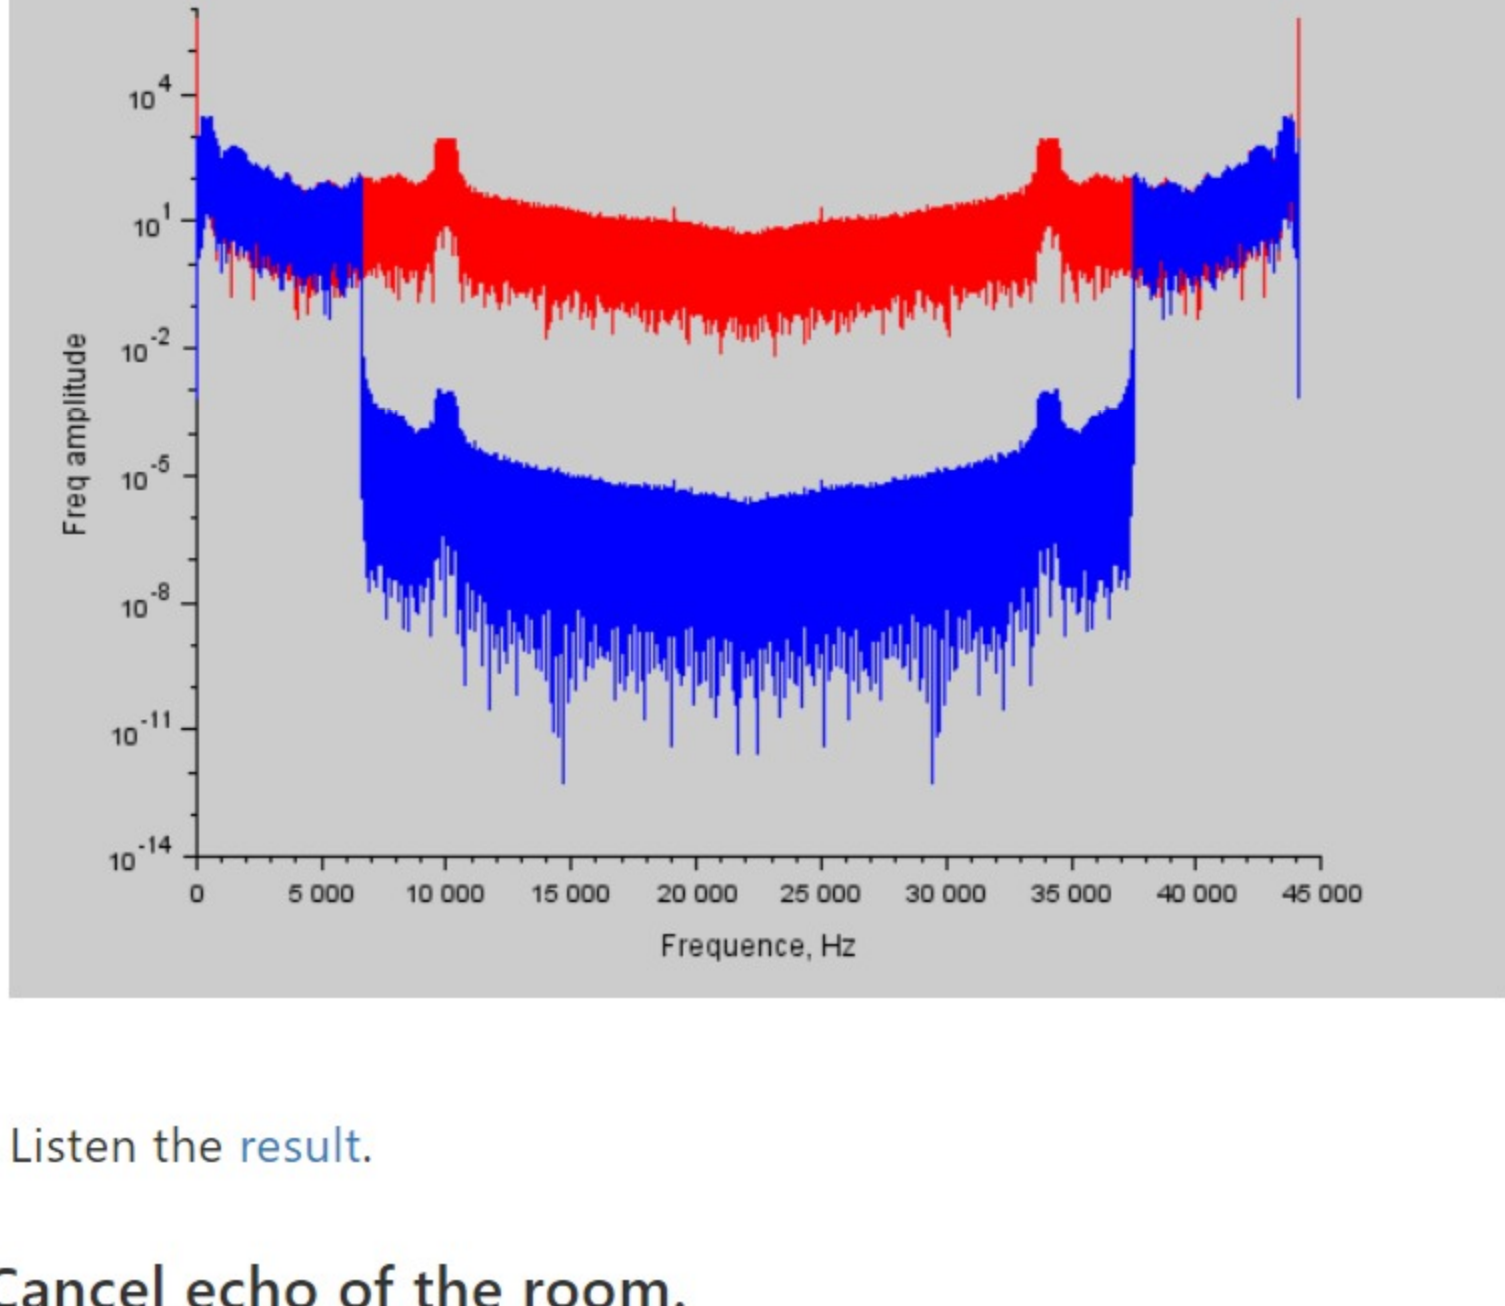 10 4
10 1
10 -2
10 -5
10 -8
10 -11
10 -14
Freq amplitude
0 5 000 10 000 15 000 20 000 25 000 30 000 35 000 40 000 45 000
Frequence, Hz
Listen the result.
Cancel echo of the room.